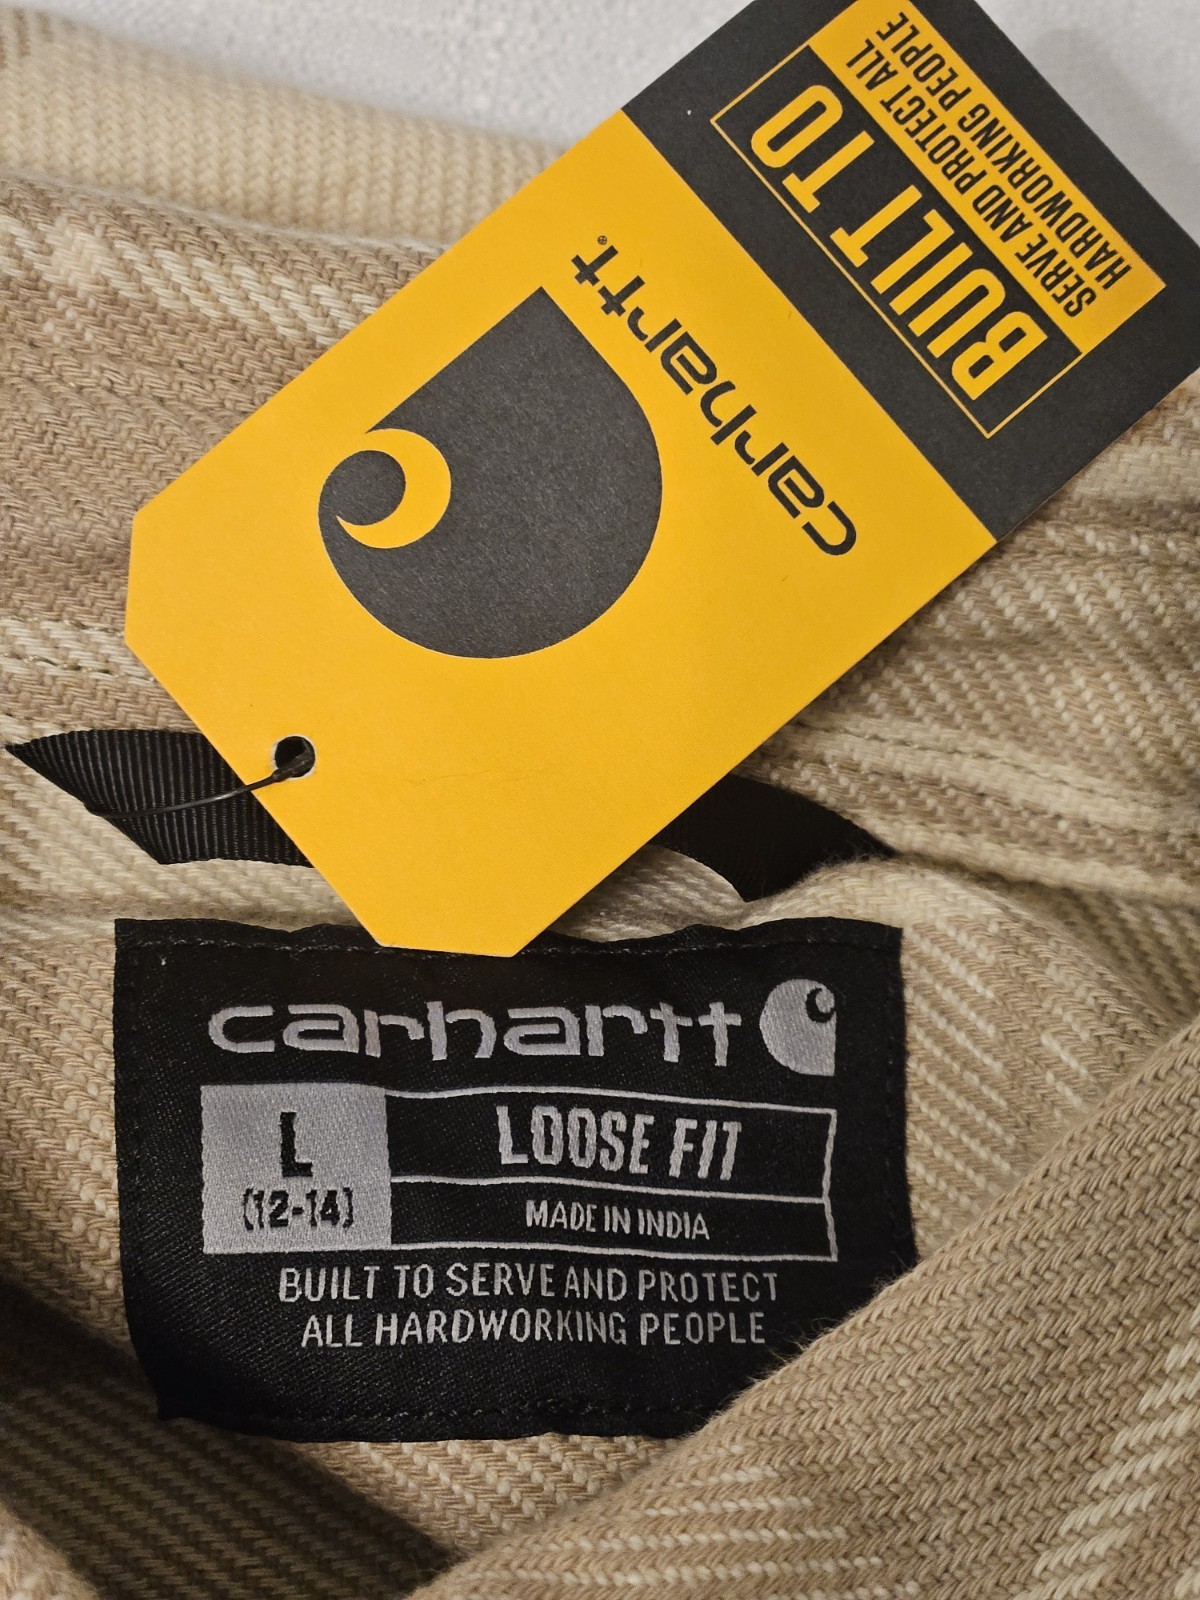 BUILT TO
SERVE AND PROTECT ALL
HARDWORKING PEOPLE
carhartt®
carhartt
L
(12-14)
LOOSE FIT
MADE IN INDIA
BUILT TO SERVE AND PROTECT
ALL HARDWORKING PEOPLE